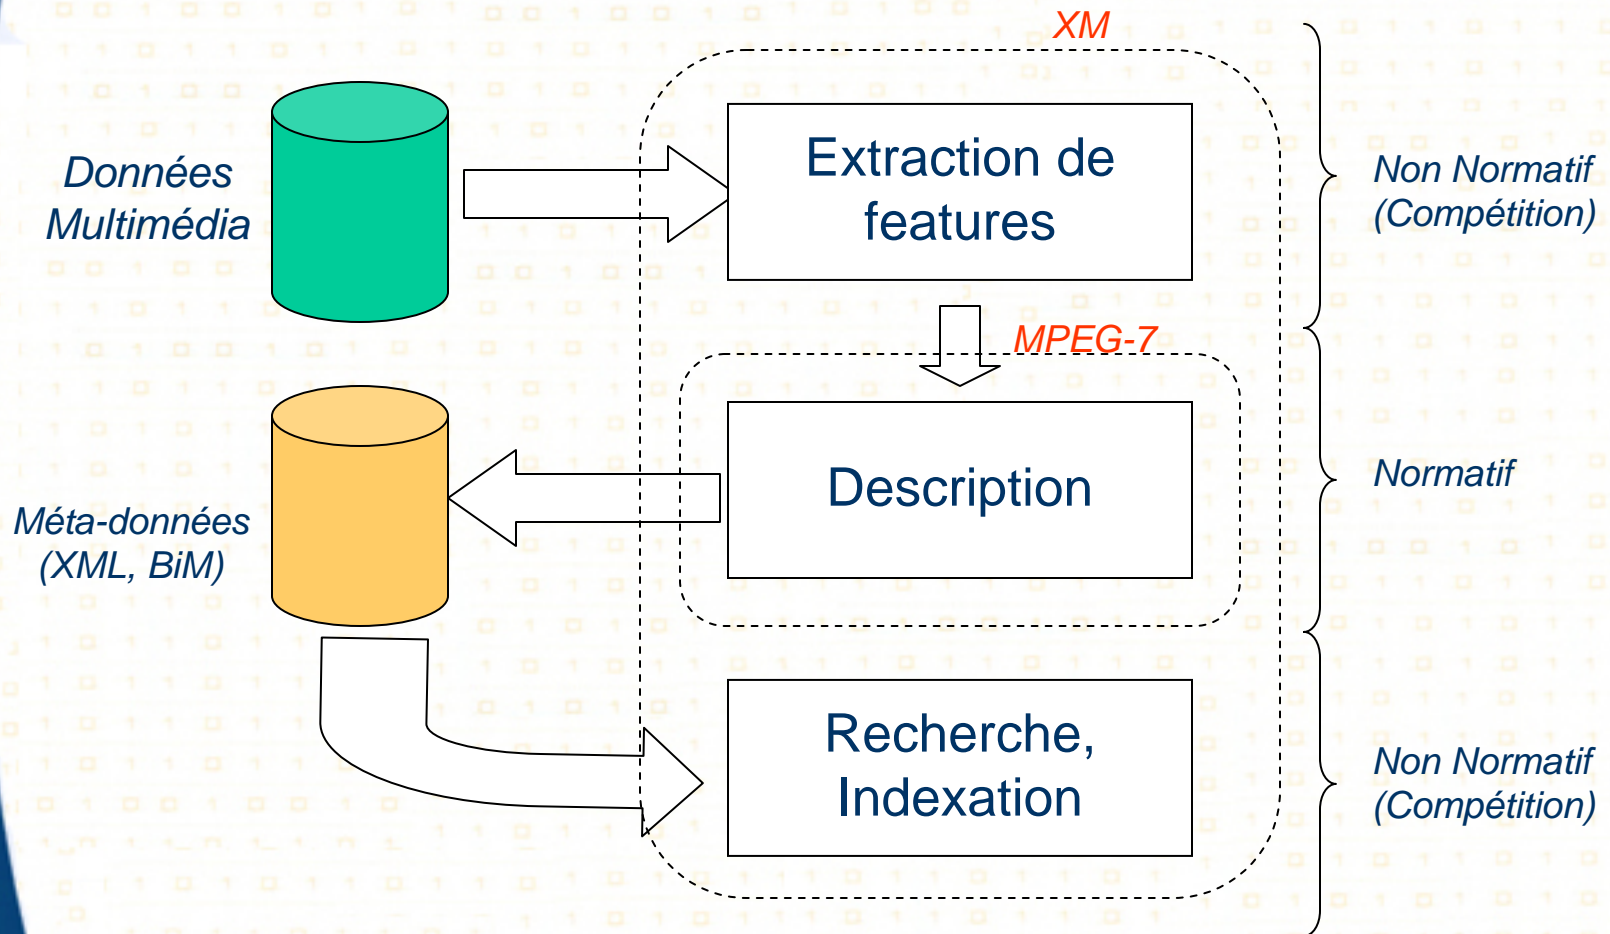 XM
Données
Multimédia
Extraction de
features
Non Normatif
(Compétition)
MPEG-7
Description
Normatif
Méta-données
(XML, BiM)
Recherche,
Indexation
Non Normatif
(Compétition)